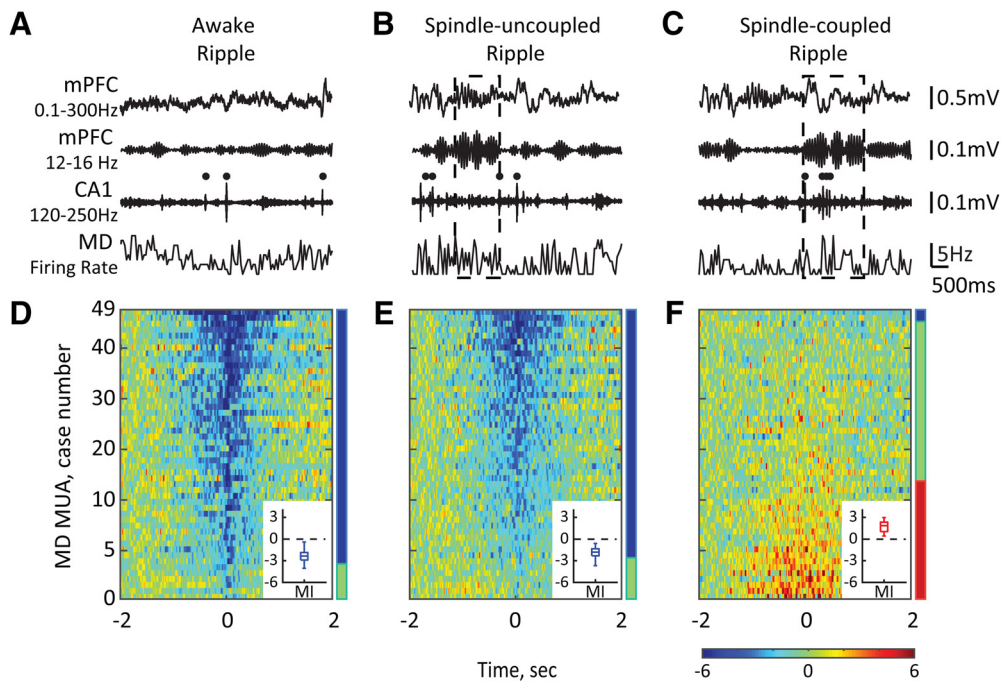 A
Awake
Ripple
B
Spindle-uncoupled
Ripple
C
Spindle-coupled
Ripple
mPFC
0.1-300Hz
0.5mV
mPFC
12-16 Hz
0.1mV
CA1
120-250Hz
0.1mV
MD
Firing Rate
5Hz
500ms
D
E
F
MD MUA, case number
49
40
30
20
10
5
0
3
0
-3
-6
MI
3
0
-3
-6
MI
3
0
-3
-6
MI
-2
0
2
-2
0
2
-2
0
2
Time, sec
-6
0
6